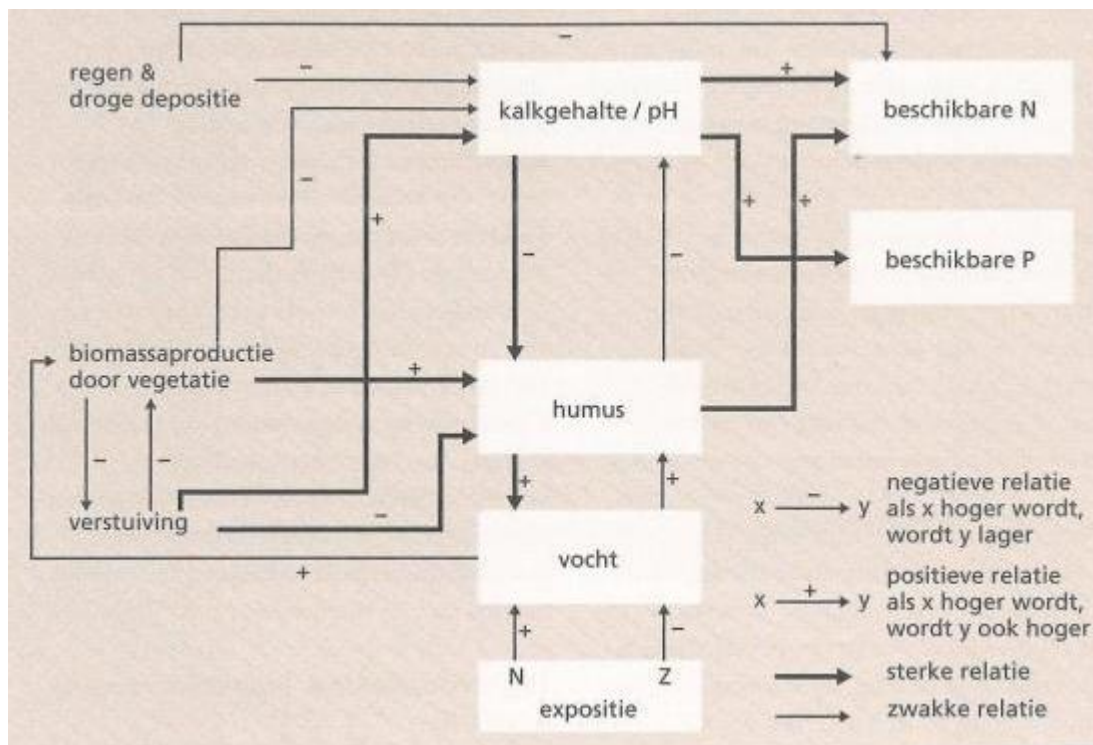 −
regen &
droge depositie
−
kalkgehalte / pH
+
beschikbare N
−
+
+
+
−
−
beschikbare P
biomassaproductie
door vegetatie
+
humus
−
−
+
+
verstuiving
−
vocht
+
+
−
N
Z
expositie
x − y
negatieve relatie
als x hoger wordt,
wordt y lager
x + y
positieve relatie
als x hoger wordt,
wordt y ook hoger
sterke relatie
zwakke relatie